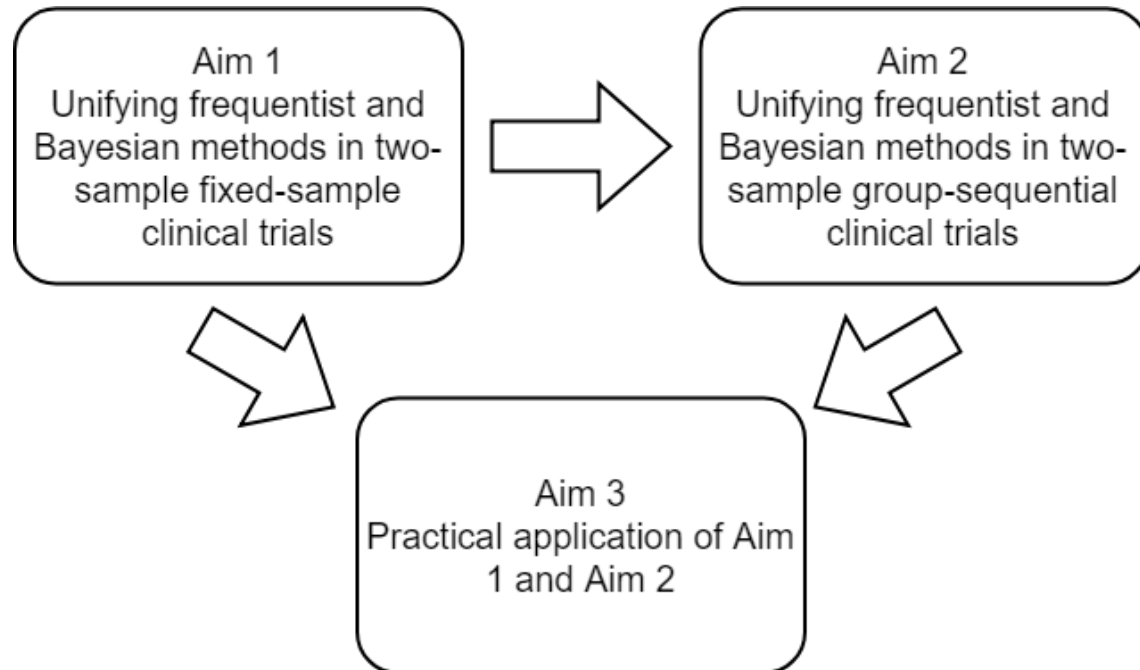 Aim 1
Unifying frequentist and
Bayesian methods in two-
sample fixed-sample
clinical trials
Aim 2
Unifying frequentist and
Bayesian methods in two-
sample group-sequential
clinical trials
Aim 3
Practical application of Aim
1 and Aim 2